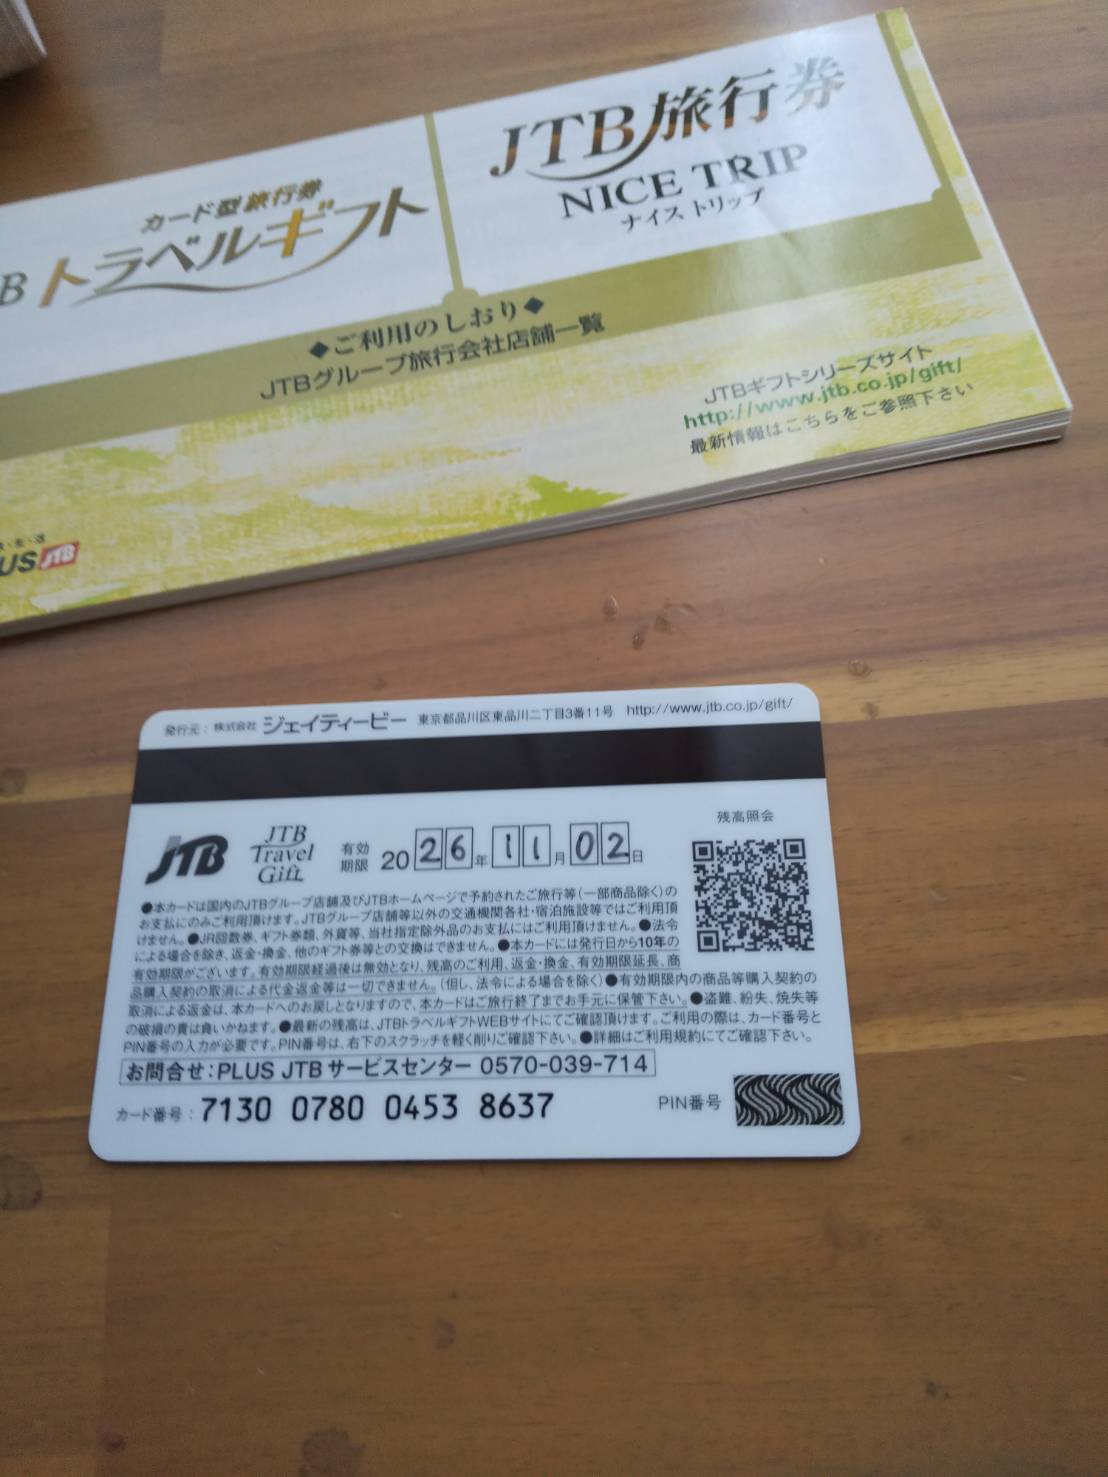 JTB旅行券
NICE TRIP
ナイス トリップ
カード型旅行券
B トラベルギフト
◆ご利用のしおり◆
JTBグループ旅行会社店舗一覧
JTBギフトシリーズサイト
http://www.jtb.co.jp/gift/
最新情報はこちらをご参照下さい
US JTB
発行元：株式会社 ジェイティービー 東京都品川区東品川二丁目3番11号 http://www.jtb.co.jp/gift/
残高照会
JTB
JTB
Travel
Gift
有効
期限
2026年11月02日
●本カードは国内のJTBグループ店舗及びJTBホームページで予約されたご旅行等（一部商品除く）の
お支払にのみご利用頂けます。JTBグループ店舗等以外の交通機関各社・宿泊施設等ではご利用頂
けません。●JR回数券、ギフト券類、外貨等、当社指定除外品のお支払にはご利用頂けません。●法令
による場合を除き、返金・換金、他のギフト券等との交換はできません。●本カードには発行日から10年の
有効期限がございます。有効期限経過後は無効となり、残高のご利用、返金・換金、有効期限延長、商
品購入契約の取消による代金返金等は一切できません。（但し、法令による場合を除く）●有効期限内の商品等購入契約の
取消による返金は、本カードへのお戻しとなりますので、本カードはご旅行終了までお手元に保管下さい。●盗難、紛失、焼失等
の破損の責は負いかねます。●最新の残高は、JTBトラベルギフトWEBサイトにてご確認頂けます。ご利用の際は、カード番号と
PIN番号の入力が必要です。PIN番号は、右下のスクラッチを軽く削りご確認下さい。●詳細はご利用規約にてご確認下さい。
お問合せ：PLUS JTB サービスセンター 0570-039-714
カード番号：7130 0780 0453 8637
PIN番号